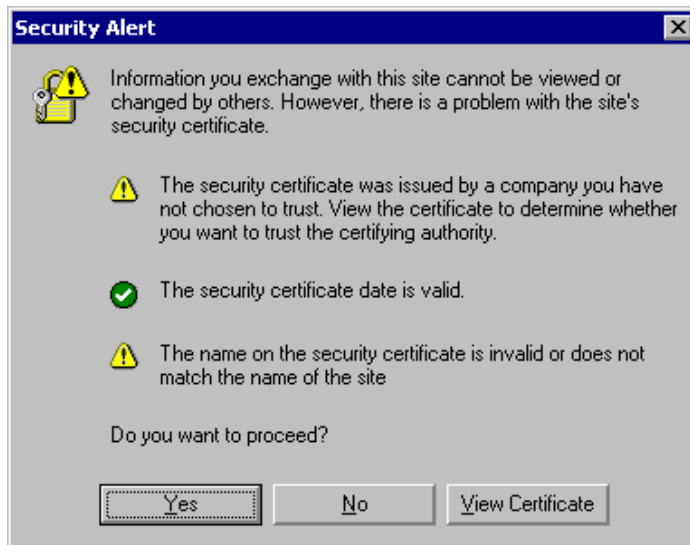 Security Alert
Information you exchange with this site cannot be viewed or
changed by others. However, there is a problem with the site's
security certificate.
The security certificate was issued by a company you have
not chosen to trust. View the certificate to determine whether
you want to trust the certifying authority.
The security certificate date is valid.
The name on the security certificate is invalid or does not
match the name of the site
Do you want to proceed?
Yes No View Certificate